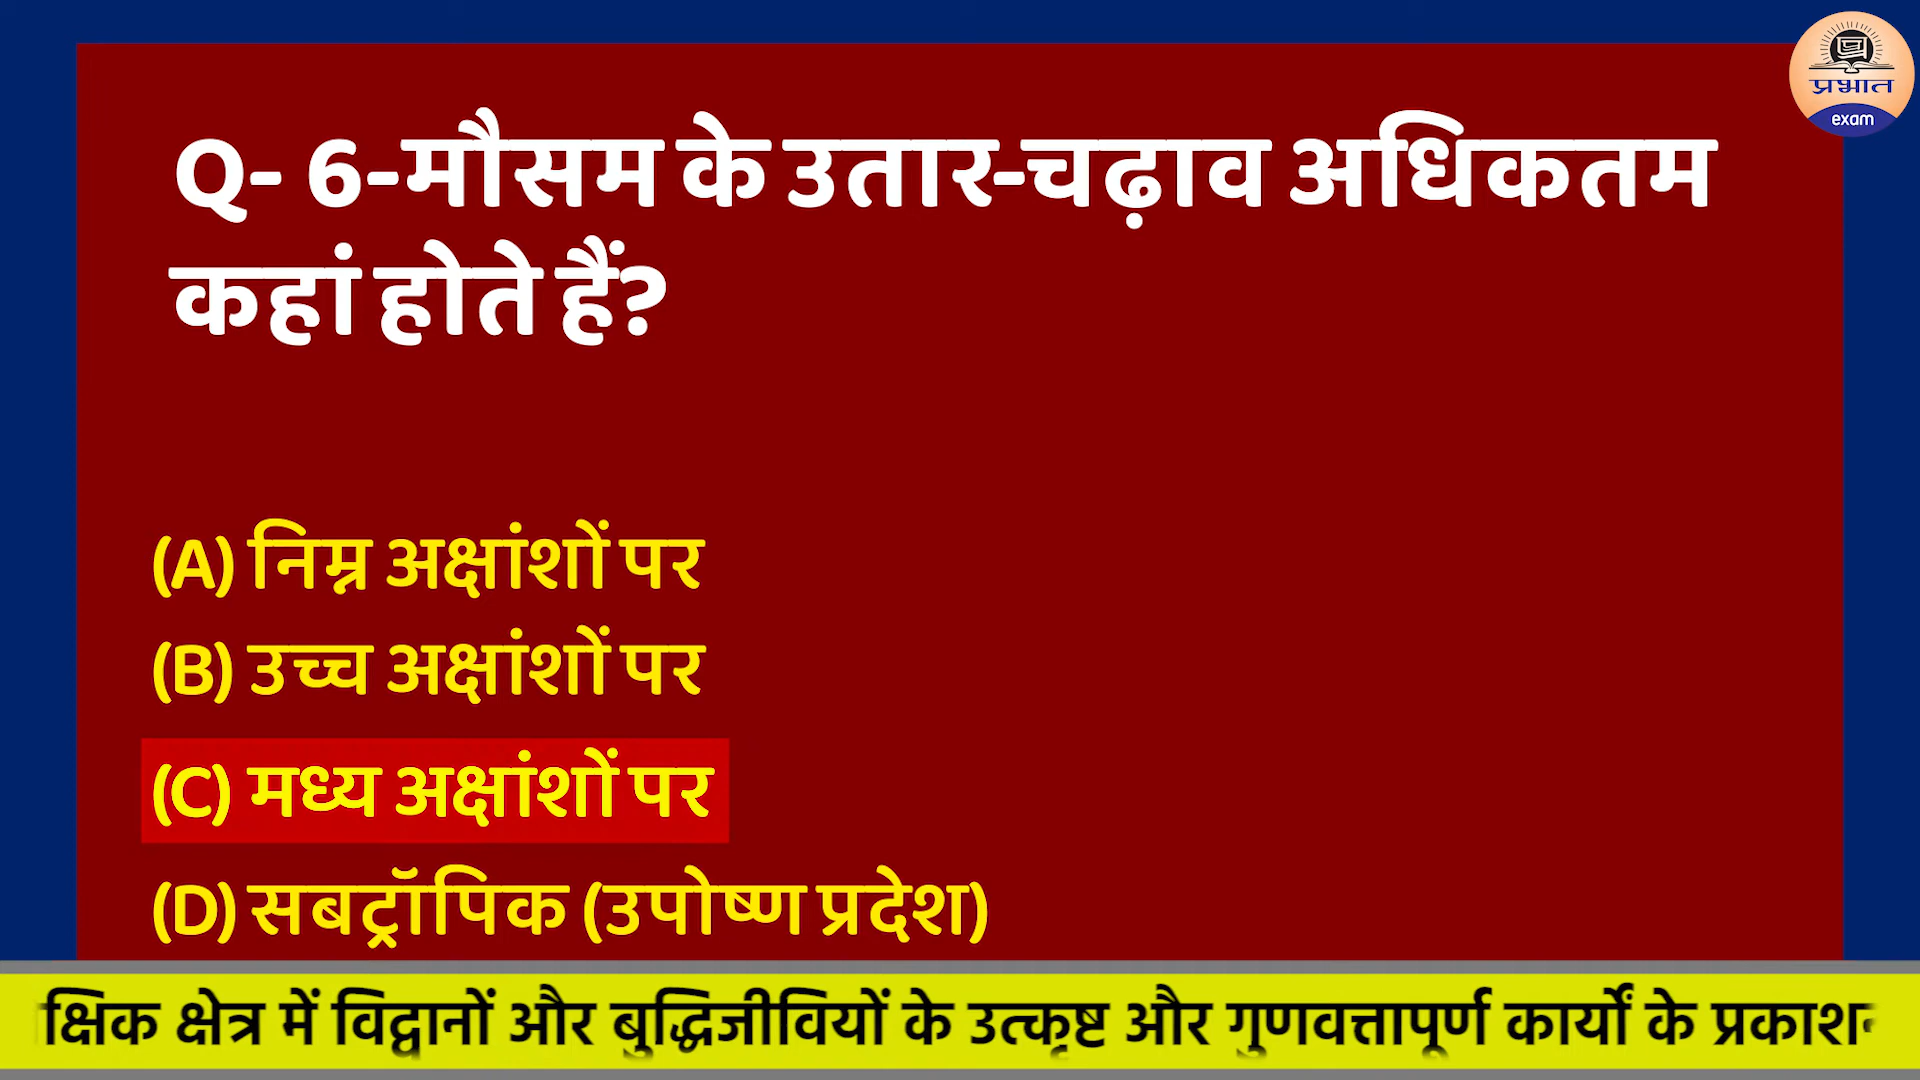 प्रभात
exam
Q- 6-मौसम के उतार-चढ़ाव अधिकतम
कहां होते हैं?
(A) निम्न अक्षांशों पर
(B) उच्च अक्षांशों पर
(C) मध्य अक्षांशों पर
(D) सबट्रॉपिक (उपोष्ण प्रदेश)
क्षेत्र में विद्वानों और बुद्धिजीवियों के उत्कृष्ट और गुणवत्तापूर्ण कार्यों के